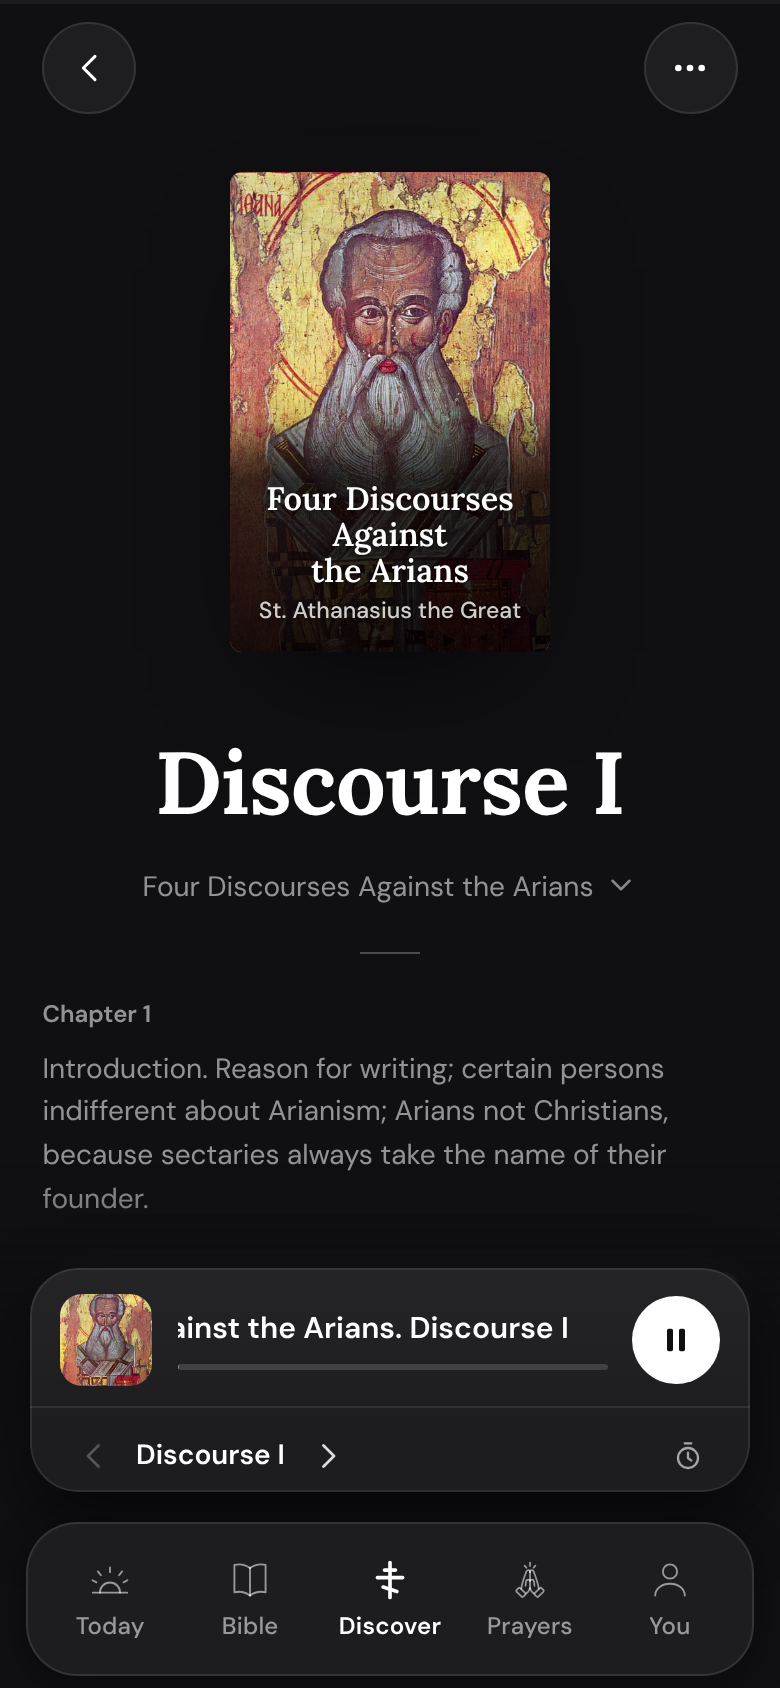 ΑΘΑΝΆ
Four Discourses
Against
the Arians
St. Athanasius the Great
Discourse I
Four Discourses Against the Arians
Chapter 1
Introduction. Reason for writing; certain persons
indifferent about Arianism; Arians not Christians,
because sectaries always take the name of their
founder.
ainst the Arians. Discourse I
Discourse I
Today
Bible
Discover
Prayers
You